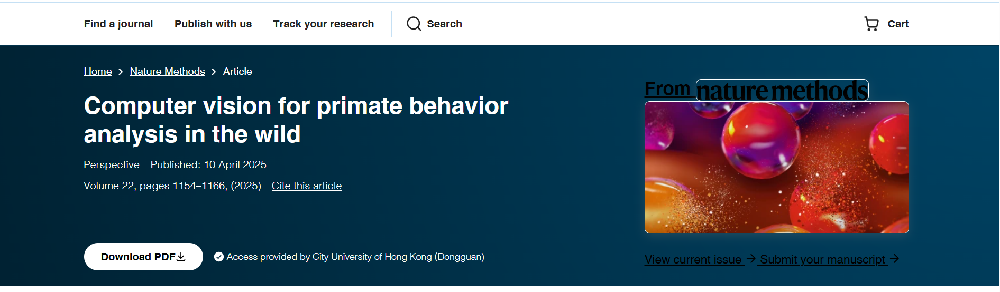 Find a journal Publish with us Track your research Search Cart
Home > Nature Methods > Article
Computer vision for primate behavior
analysis in the wild
Perspective | Published: 10 April 2025
Volume 22, pages 1154–1166, (2025) Cite this article
Download PDF
Access provided by City University of Hong Kong (Dongguan)
From nature methods
View current issue → Submit your manuscript →